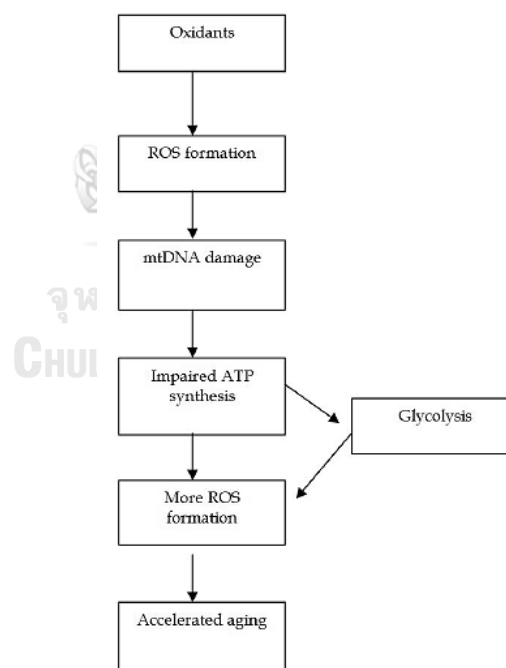 Oxidants
ROS formation
mtDNA damage
Impaired ATP
synthesis
Glycolysis
More ROS
formation
Accelerated aging